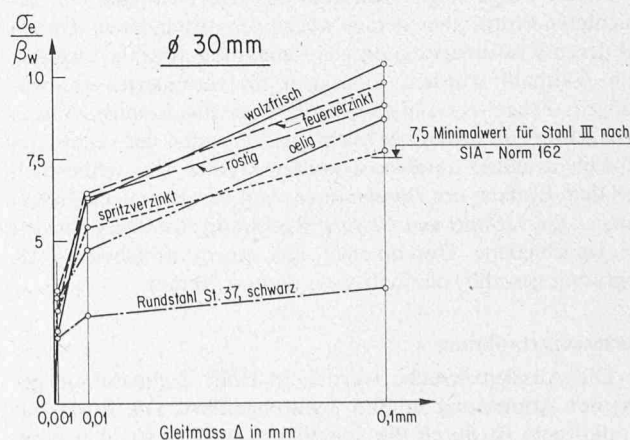 σe
βw
ø 30 mm
10
walzfrisch
feuerverzinkt
rostig
oelig
7,5 Minimalwert für Stahl III nach
SIA – Norm 162
7,5
spritzverzinkt
5
Rundstahl St. 37, schwarz
0
0,001
0,01
0,1mm
Gleitmass Δ in mm